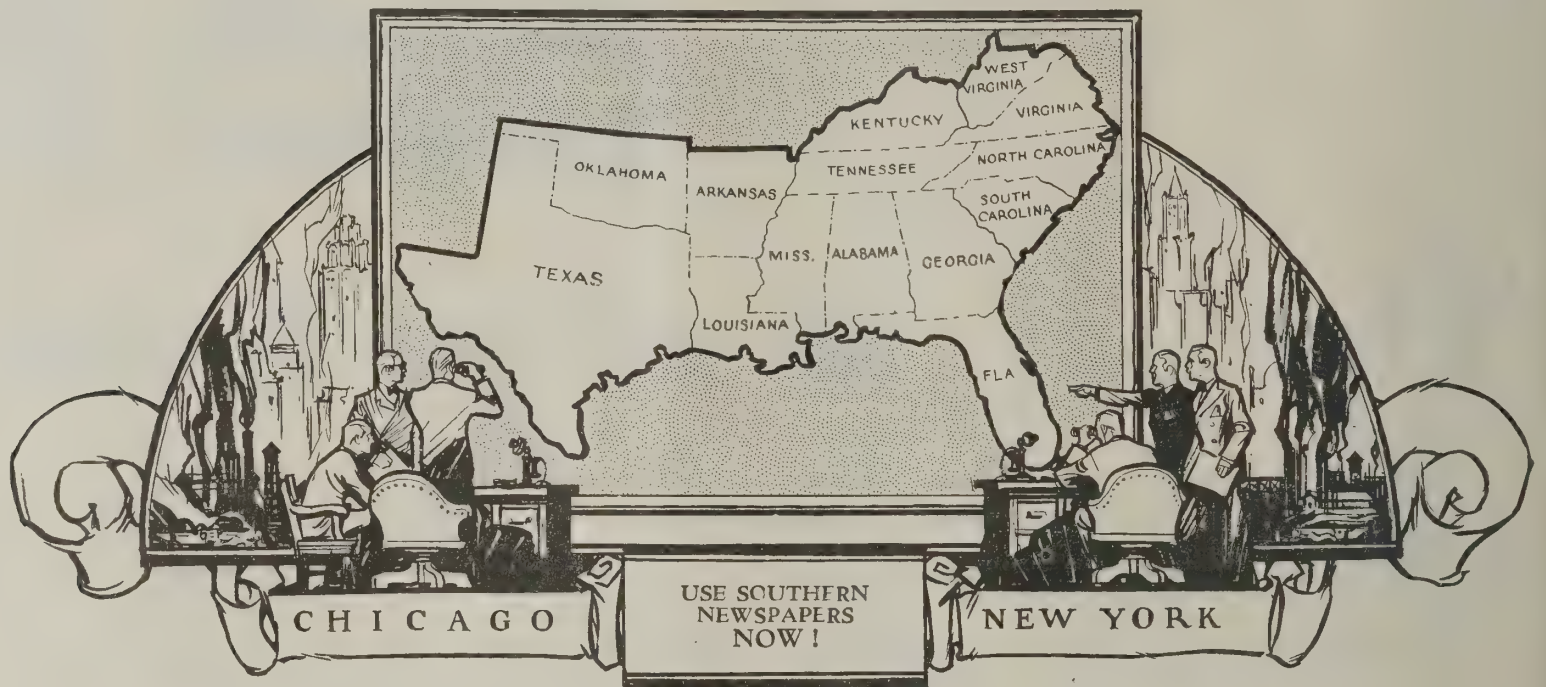 WEST
VIRGINIA
VIRGINIA
KENTUCKY
NORTH CAROLINA
TENNESSEE
OKLAHOMA
ARKANSAS
SOUTH
CAROLINA
TEXAS
MISS.
ALABAMA
GEORGIA
LOUISIANA
FLA
CHICAGO
USE SOUTHERN
NEWSPAPERS
NOW!
NEW YORK